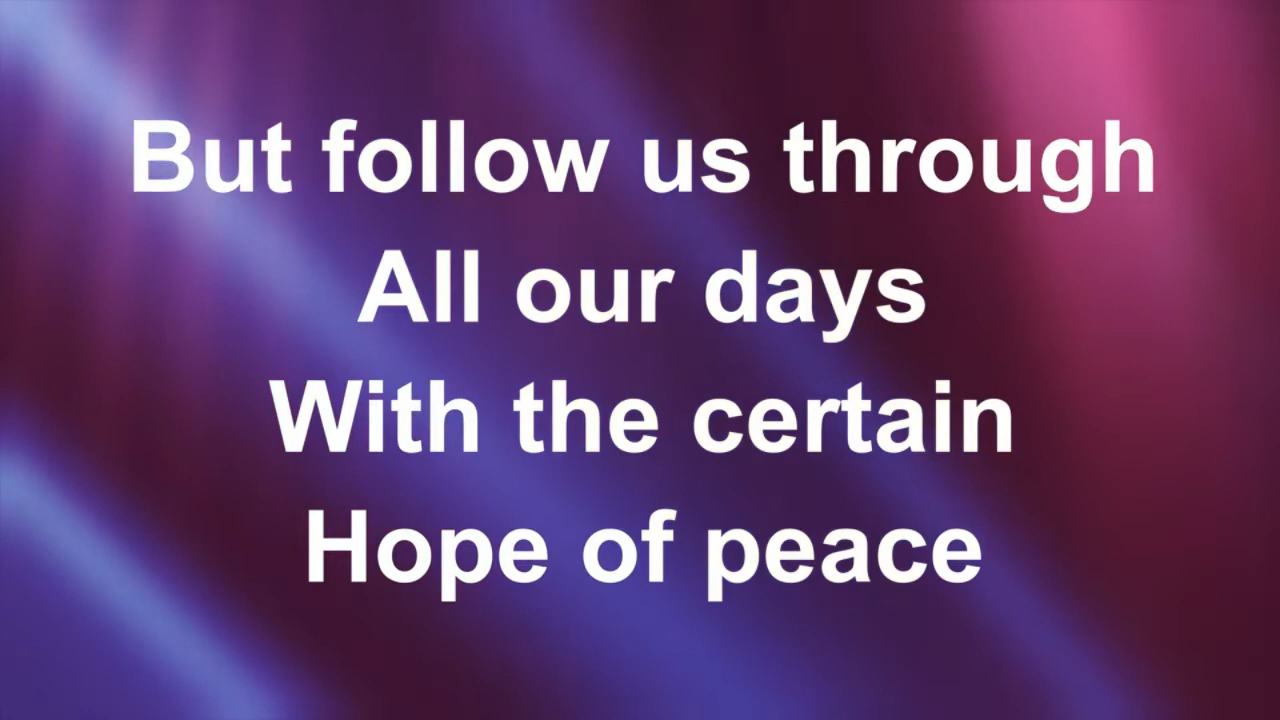 But follow us through
All our days
With the certain
Hope of peace